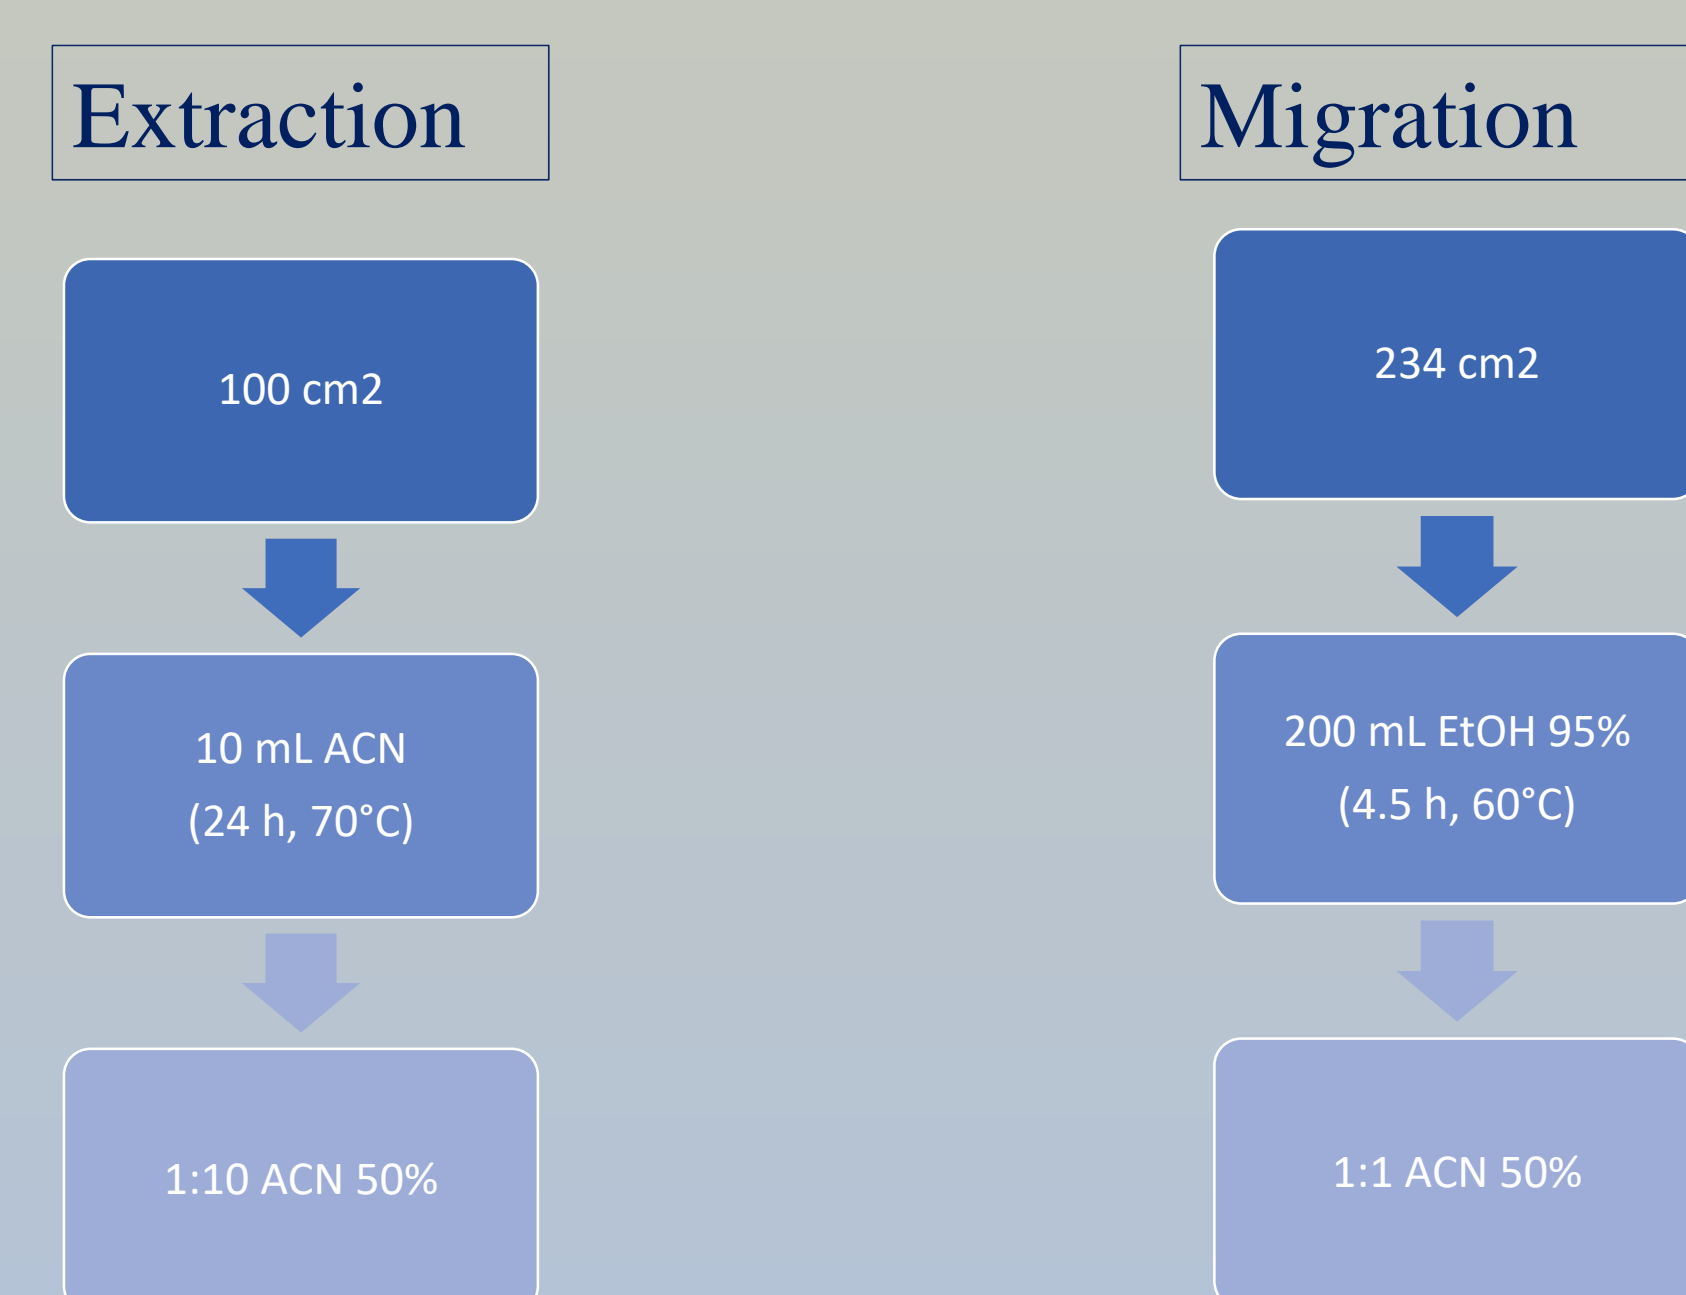 Extraction
100 cm2
10 mL ACN
(24 h, 70°C)
1:10 ACN 50%
Migration
234 cm2
200 mL EtOH 95%
(4.5 h, 60°C)
1:1 ACN 50%